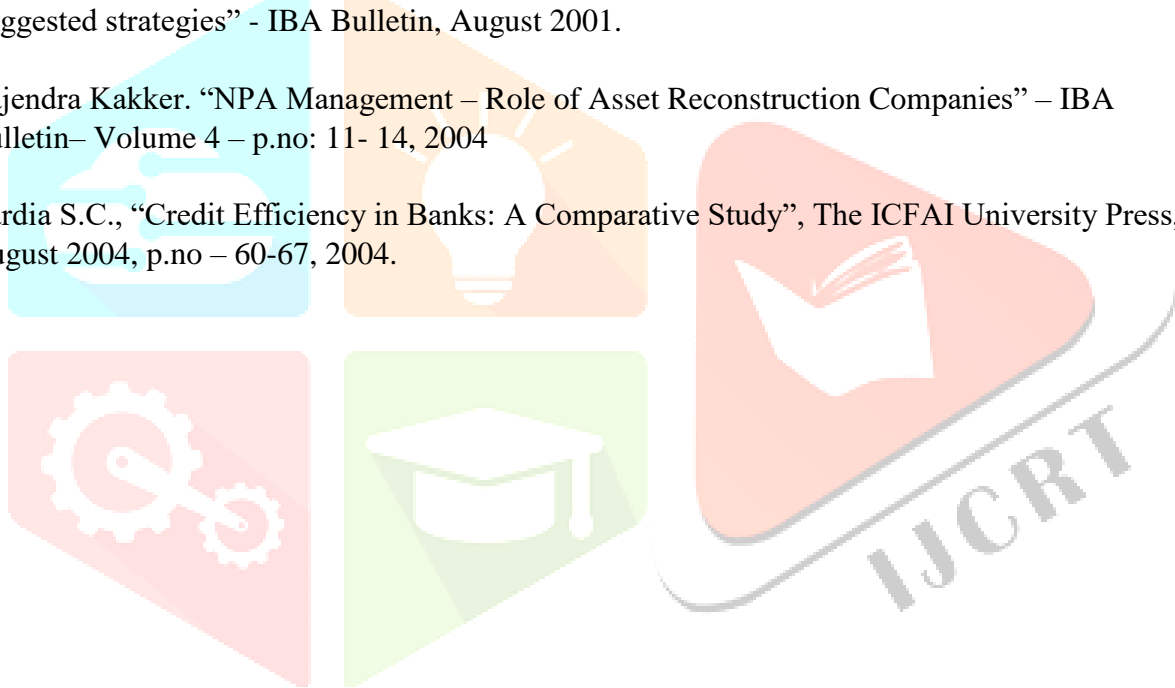 ggested strategies” - IBA Bulletin, August 2001.
jendra Kakker. “NPA Management – Role of Asset Reconstruction Companies” – IBA
ulletin– Volume 4 – p.no: 11- 14, 2004
rdia S.C., “Credit Efficiency in Banks: A Comparative Study”, The ICFAI University Press,
ugust 2004, p.no – 60-67, 2004.
IJCRT